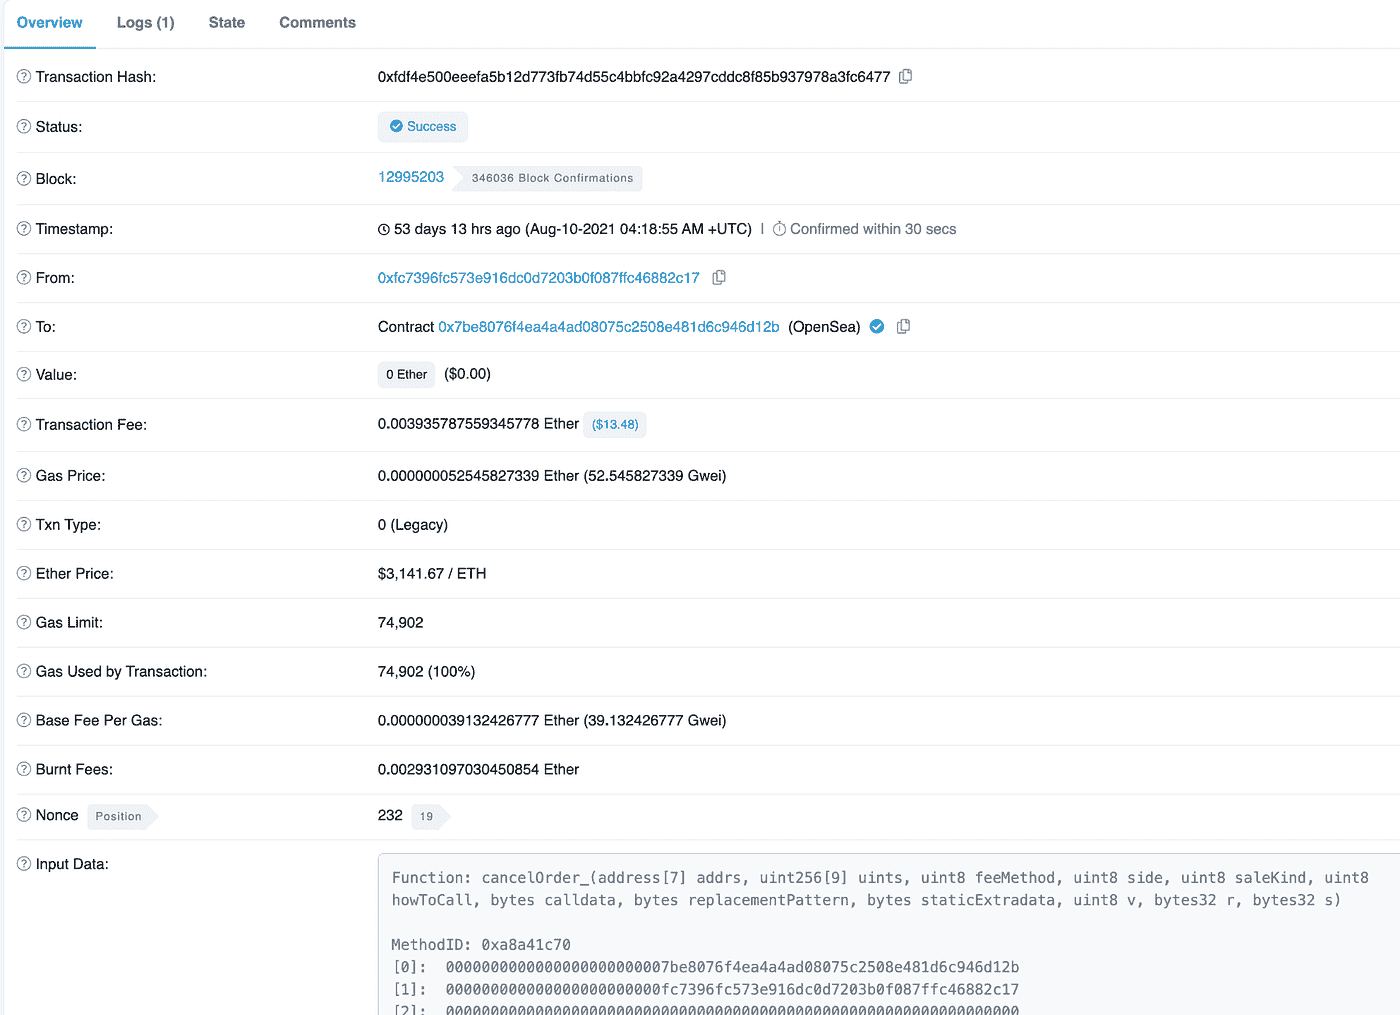 Overview Logs (1) State Comments
Transaction Hash: 0xfdf4e500eeefa5b12d773fb74d55c4bbfc92a4297cddc8f85b937978a3fc6477
Status: Success
Block: 12995203 346036 Block Confirmations
Timestamp: 53 days 13 hrs ago (Aug-10-2021 04:18:55 AM +UTC) | Confirmed within 30 secs
From: 0xfc7396fc573e916dc0d7203b0f087ffc46882c17
To: Contract 0x7be8076f4ea4a4ad08075c2508e481d6c946d12b (OpenSea)
Value: 0 Ether ($0.00)
Transaction Fee: 0.003935787559345778 Ether ($13.48)
Gas Price: 0.000000052545827339 Ether (52.545827339 Gwei)
Txn Type: 0 (Legacy)
Ether Price: $3,141.67 / ETH
Gas Limit: 74,902
Gas Used by Transaction: 74,902 (100%)
Base Fee Per Gas: 0.000000039132426777 Ether (39.132426777 Gwei)
Burnt Fees: 0.002931097030450854 Ether
Nonce Position 232 19
Input Data:
Function: cancelOrder_(address[7] addrs, uint256[9] uints, uint8 feeMethod, uint8 side, uint8 saleKind, uint8
howToCall, bytes calldata, bytes replacementPattern, bytes staticExtradata, uint8 v, bytes32 r, bytes32 s)
MethodID: 0xa8a41c70
[0]: 0000000000000000000000007be8076f4ea4a4ad08075c2508e481d6c946d12b
[1]: 000000000000000000000000fc7396fc573e916dc0d7203b0f087ffc46882c17
[2]: 0000000000000000000000000000000000000000000000000000000000000000